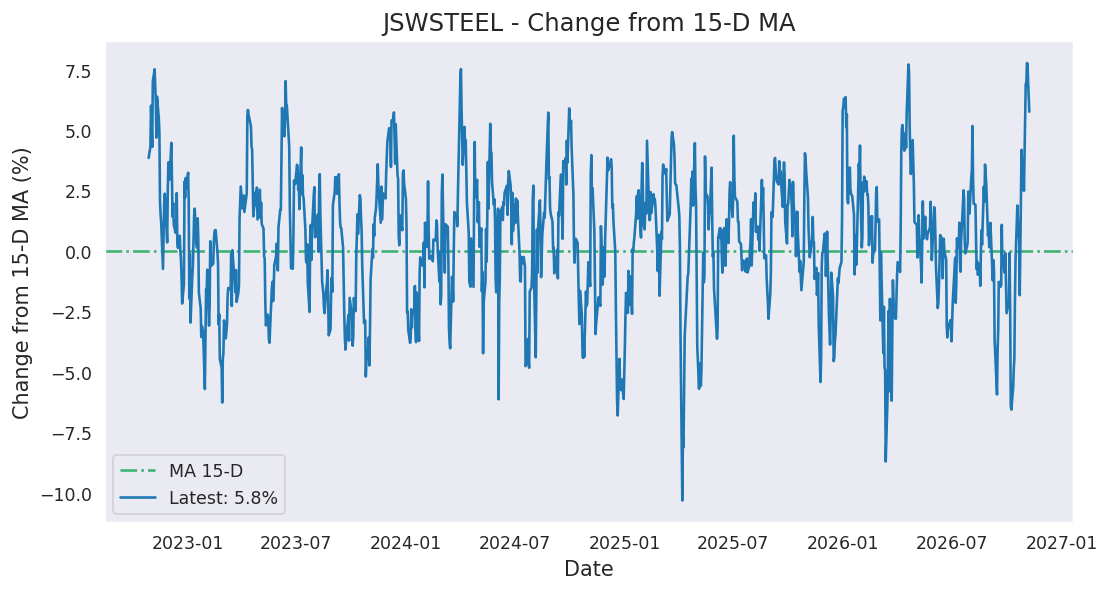 JSWSTEEL - Change from 15-D MA
Change from 15-D MA (%)
7.5
5.0
2.5
0.0
−2.5
−5.0
−7.5
−10.0
MA 15-D
Latest: 5.8%
2023-01 2023-07 2024-01 2024-07 2025-01 2025-07 2026-01 2026-07 2027-01
Date